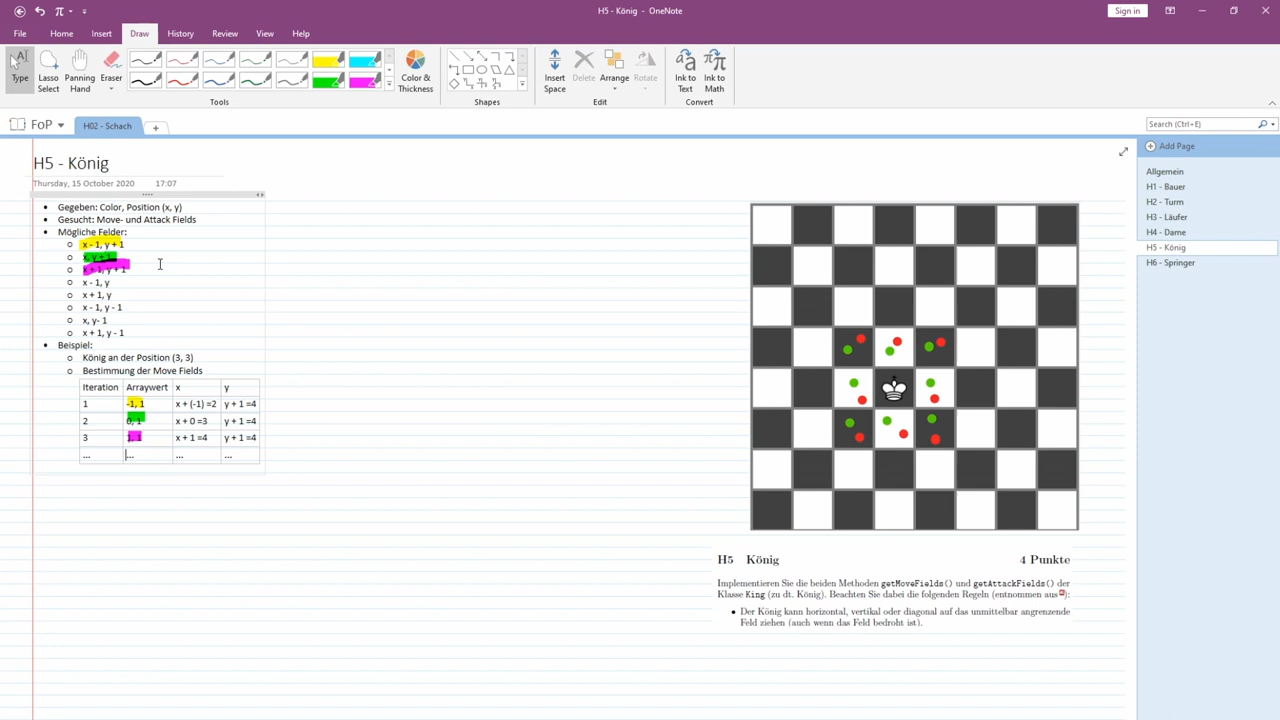 H5 - König - OneNote
Sign in
File
Home
Insert
Draw
History
Review
View
Help
Type
Lasso Select
Panning Hand
Eraser
Color & Thickness
Insert Space
Delete
Arrange
Rotate
Ink to Text
Ink to Math
Tools
Shapes
Edit
Convert
FoP
H02 - Schach
Search (Ctrl+E)
H5 - König
Thursday, 15 October 2020 17:07
• Gegeben: Color, Position (x, y)
• Gesucht: Move- und Attack Fields
• Mögliche Felder:
○ x - 1, y + 1
○ x, y + 1
○ x + 1, y + 1
○ x - 1, y
○ x + 1, y
○ x - 1, y - 1
○ x, y- 1
○ x + 1, y - 1
• Beispiel:
○ König an der Position (3, 3)
○ Bestimmung der Move Fields
Iteration Arraywert x y
1 -1, 1 x + (-1) =2 y + 1 =4
2 0, 1 x + 0 =3 y + 1 =4
3 1, 1 x + 1 =4 y + 1 =4
... ... ... ...
H5 König 4 Punkte
Implementieren Sie die beiden Methoden getMoveFields() und getAttackFields() der
Klasse King (zu dt. König). Beachten Sie dabei die folgenden Regeln (entnommen aus):
• Der König kann horizontal, vertikal oder diagonal auf das unmittelbar angrenzende
Feld ziehen (auch wenn das Feld bedroht ist).
Add Page
Allgemein
H1 - Bauer
H2 - Turm
H3 - Läufer
H4 - Dame
H5 - König
H6 - Springer